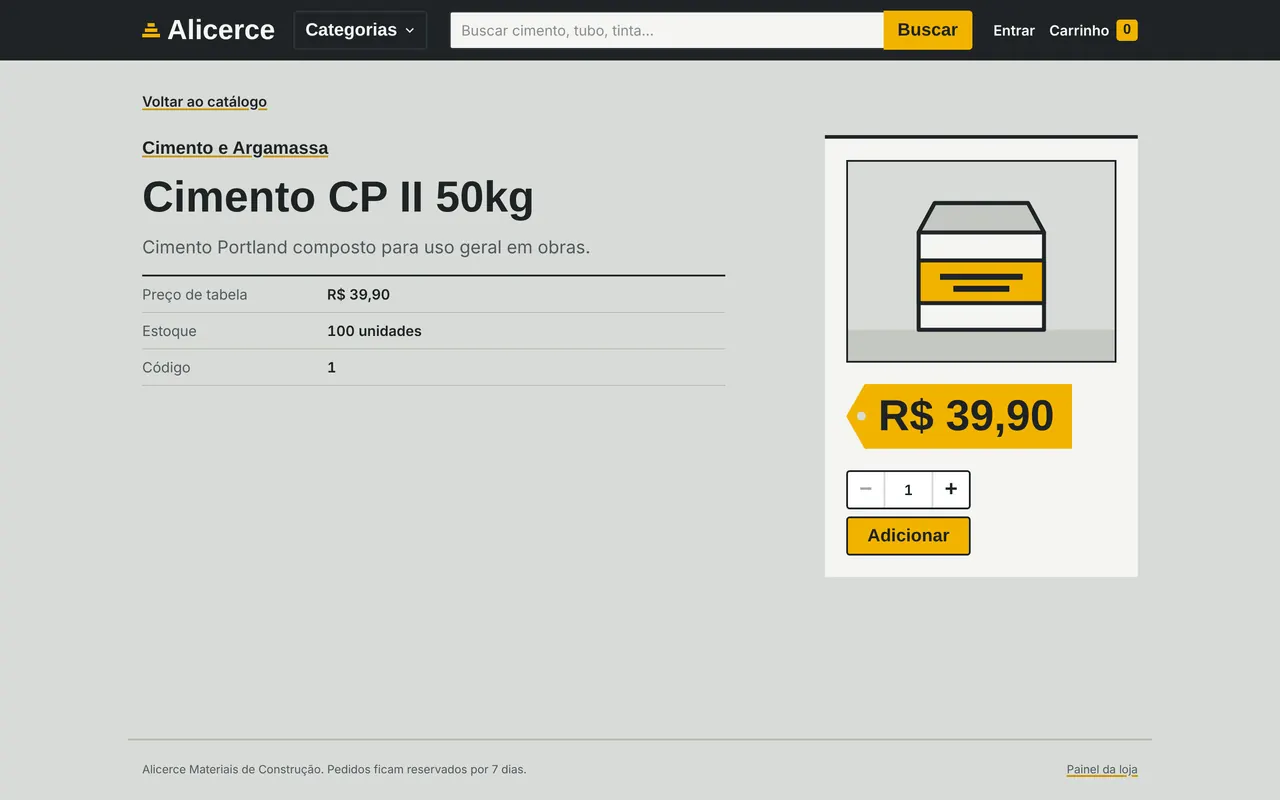 Alicerce
Categorias
Buscar cimento, tubo, tinta...
Buscar
Entrar
Carrinho 0
Voltar ao catálogo
Cimento e Argamassa
Cimento CP II 50kg
Cimento Portland composto para uso geral em obras.
Preço de tabela R$ 39,90
Estoque 100 unidades
Código 1
R$ 39,90
− 1 +
Adicionar
Alicerce Materiais de Construção. Pedidos ficam reservados por 7 dias.
Painel da loja